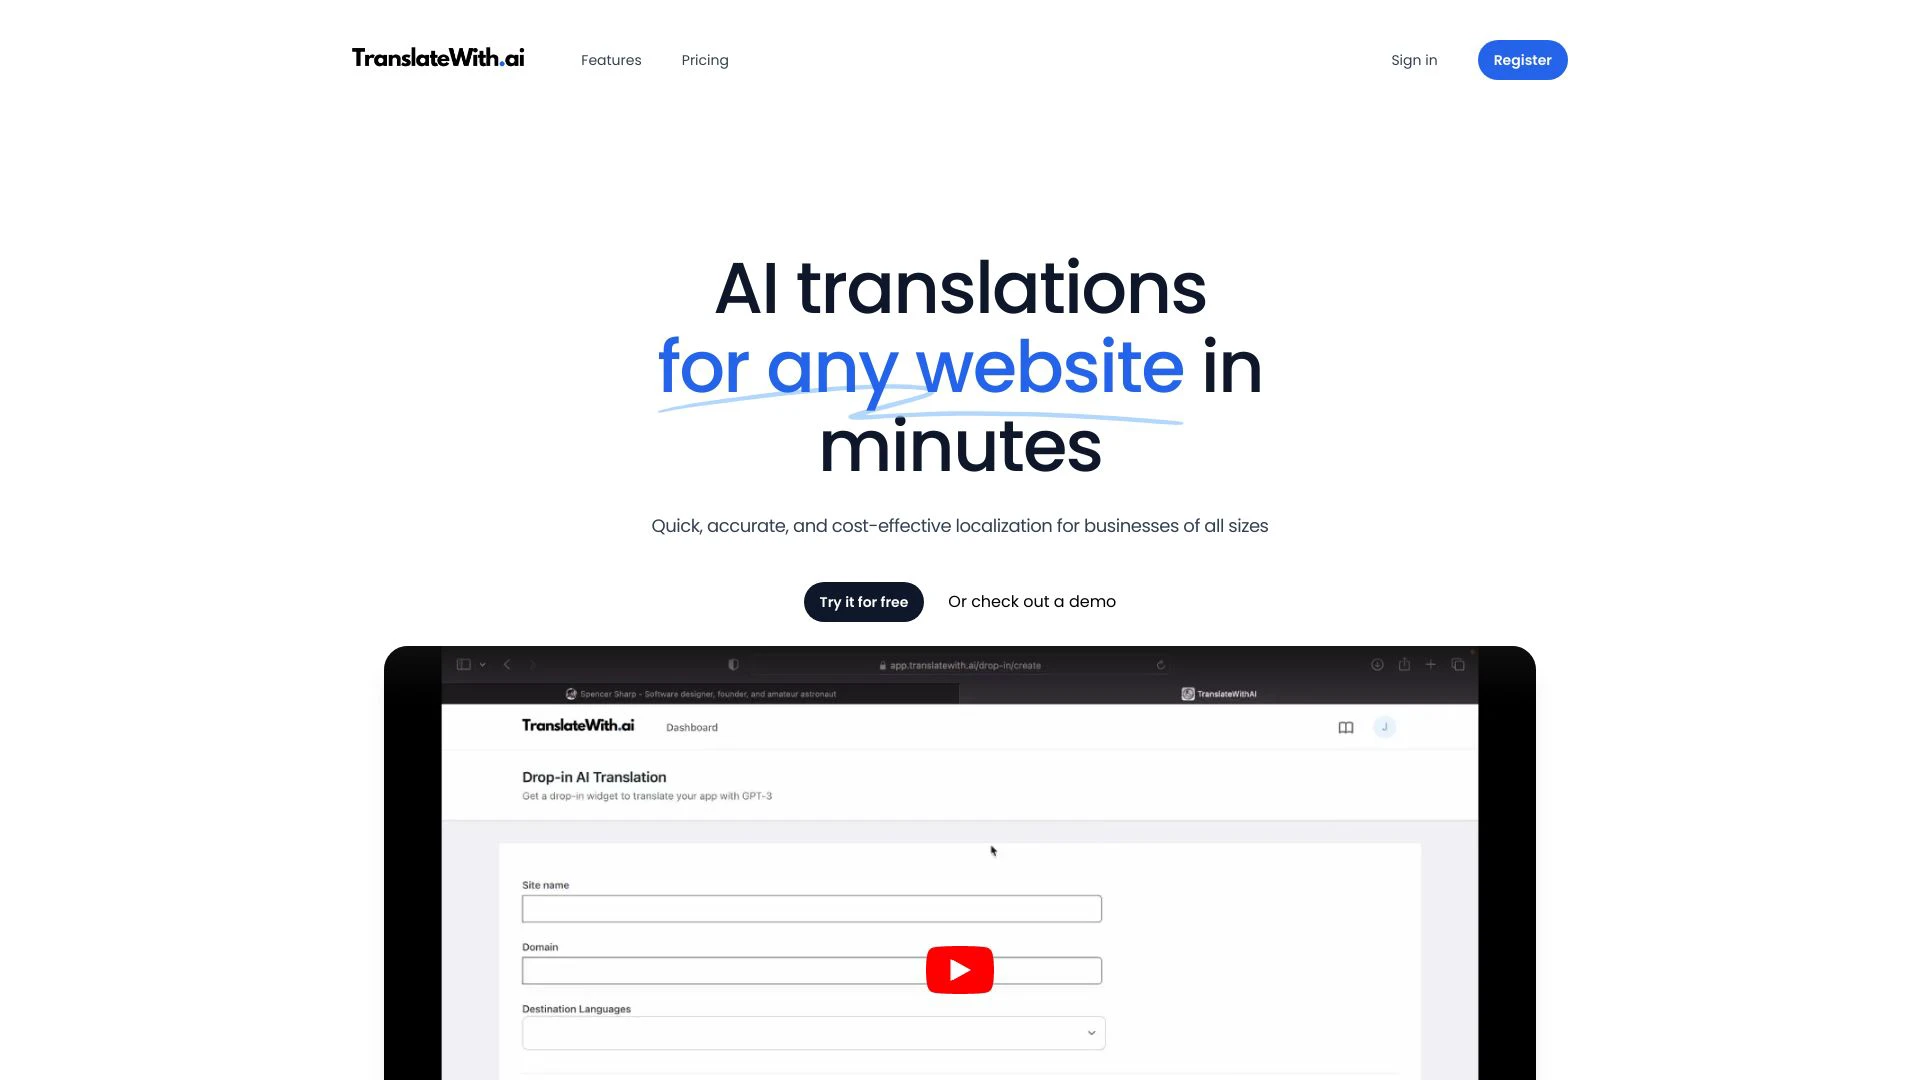 TranslateWith.ai
Features
Pricing
Sign in
Register
AI translations
for any website in
minutes
Quick, accurate, and cost-effective localization for businesses of all sizes
Try it for free
Or check out a demo
app.translatewith.ai/drop-in/create
Spencer Sharp - Software designer, founder, and amateur astronaut
TranslateWithAI
TranslateWith.ai
Dashboard
J
Drop-in AI Translation
Get a drop-in widget to translate your app with GPT-3
Site name
Domain
Destination Languages